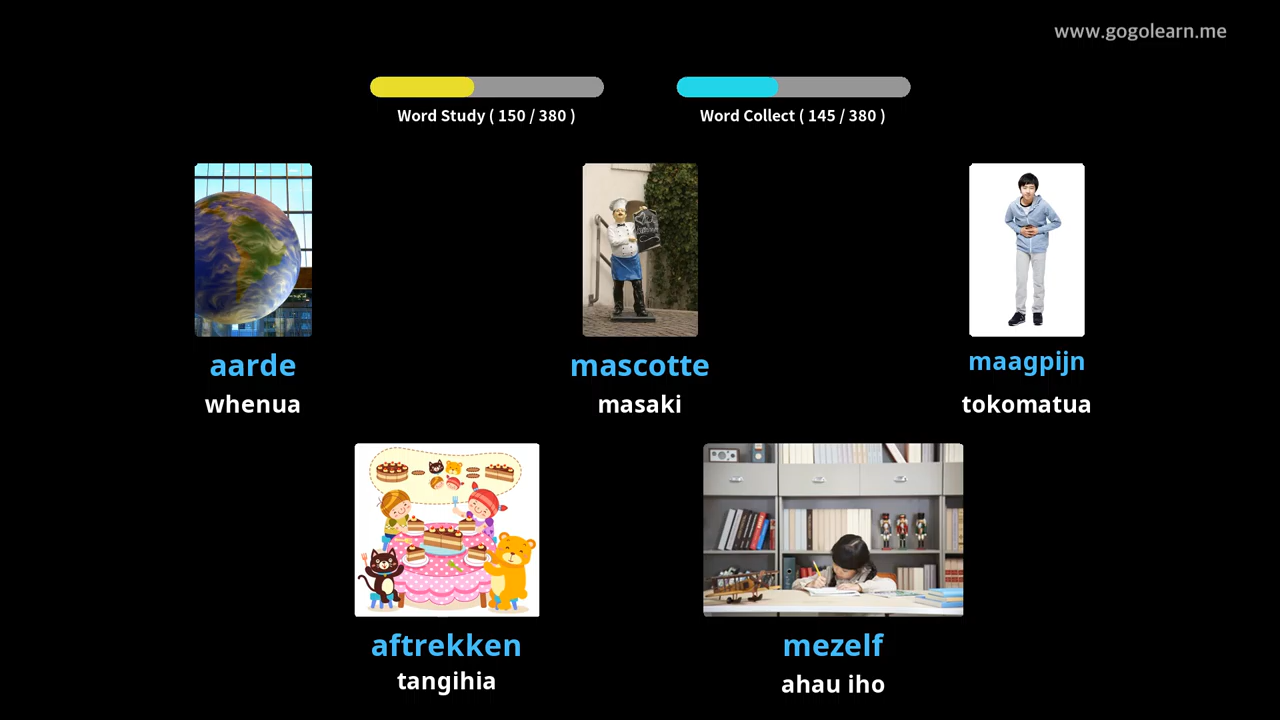 www.gogolearn.me
Word Study ( 150 / 380 )
Word Collect ( 145 / 380 )
aarde
whenua
mascotte
masaki
maagpijn
tokomatua
aftrekken
tangihia
mezelf
ahau iho